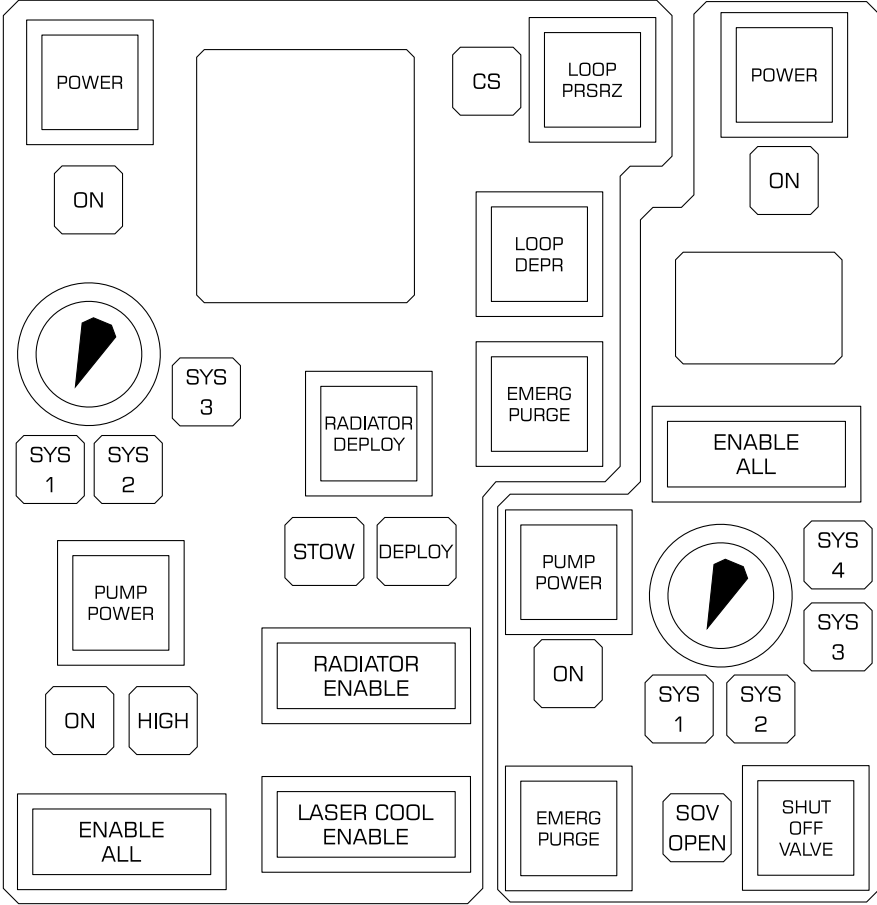 POWER
ON
SYS
3
SYS
1
SYS
2
PUMP
POWER
ON
HIGH
ENABLE
ALL
CS
LOOP
PRSRZ
LOOP
DEPR
EMERG
PURGE
RADIATOR
DEPLOY
STOW
DEPLOY
RADIATOR
ENABLE
LASER COOL
ENABLE
POWER
ON
ENABLE
ALL
PUMP
POWER
ON
SYS
4
SYS
3
SYS
1
SYS
2
EMERG
PURGE
SOV
OPEN
SHUT
OFF
VALVE